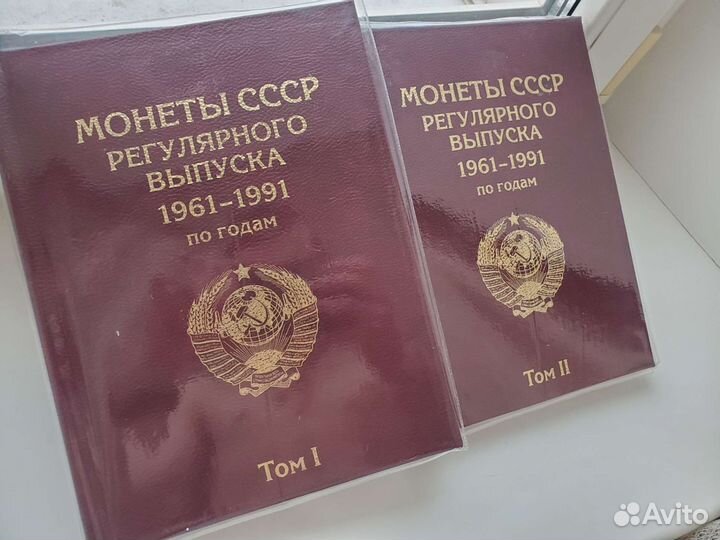 МОНЕТЫ СССР
РЕГУЛЯРНОГО
ВЫПУСКА
1961-1991
по годам
Том I
МОНЕТЫ СССР
РЕГУЛЯРНОГО
ВЫПУСКА
1961-1991
по годам
Том II
Avito